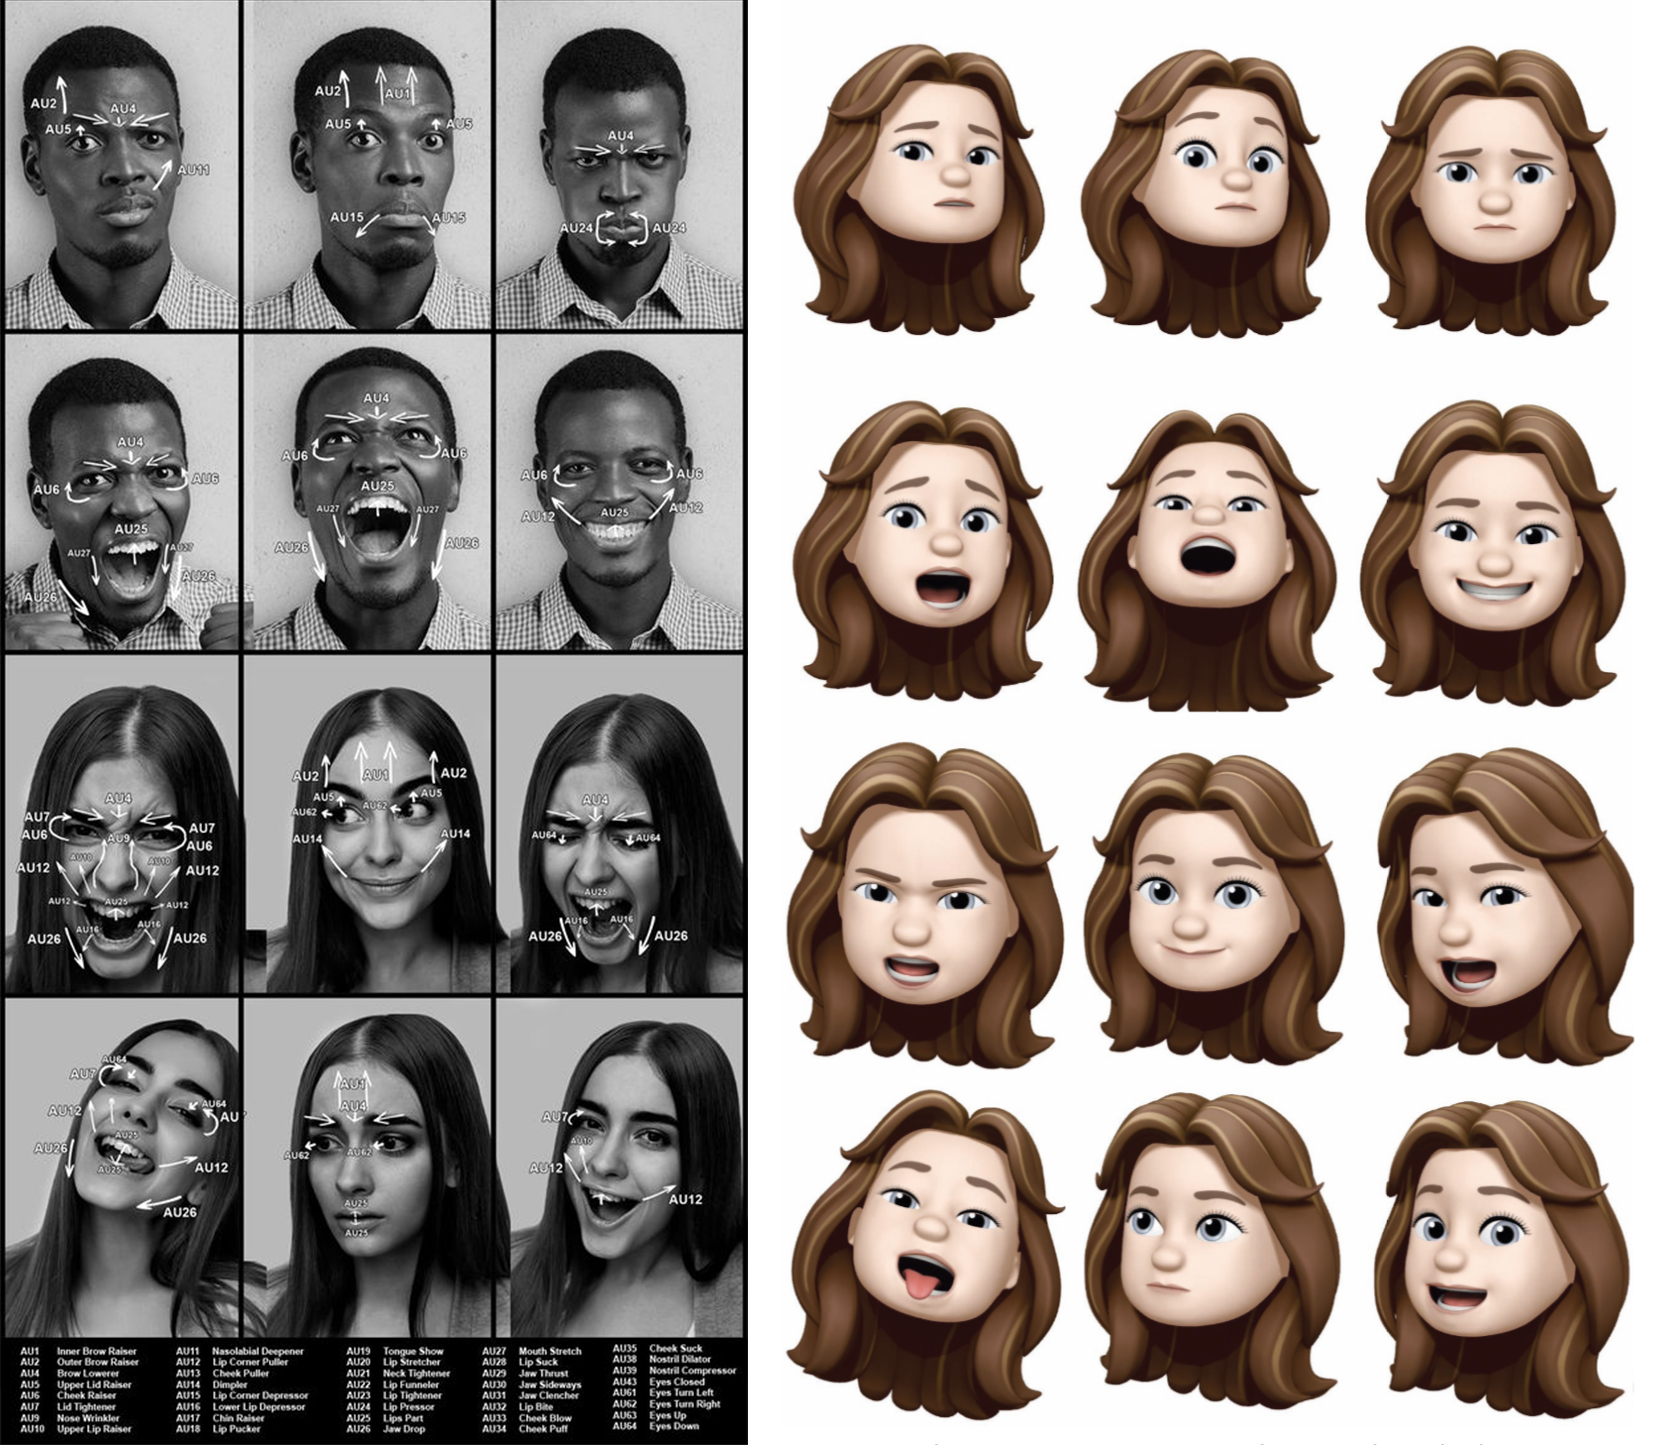 AU2
AU4
AU5
AU11
AU2
AU1
AU5
AU5
AU15
AU15
AU4
AU24
AU24
AU4
AU6
AU6
AU25
AU27
AU27
AU26
AU26
AU4
AU6
AU6
AU25
AU27
AU27
AU26
AU26
AU6
AU6
AU12
AU25
AU12
AU4
AU7
AU7
AU6
AU9
AU6
AU10
AU10
AU12
AU12
AU12
AU25
AU12
AU16
AU16
AU26
AU26
AU2
AU1
AU2
AU5
AU5
AU62
AU62
AU14
AU14
AU4
AU64
AU64
AU25
AU16
AU16
AU26
AU26
AU64
AU7
AU12
AU64
AU
AU25
AU26
AU25
AU12
AU26
AU1
AU4
AU62
AU62
AU25
AU25
AU7
AU10
AU12
AU12
AU1 Inner Brow Raiser
AU2 Outer Brow Raiser
AU4 Brow Lowerer
AU5 Upper Lid Raiser
AU6 Cheek Raiser
AU7 Lid Tightener
AU9 Nose Wrinkler
AU10 Upper Lip Raiser
AU11 Nasolabial Deepener
AU12 Lip Corner Puller
AU13 Cheek Puller
AU14 Dimpler
AU15 Lip Corner Depressor
AU16 Lower Lip Depressor
AU17 Chin Raiser
AU18 Lip Pucker
AU19 Tongue Show
AU20 Lip Stretcher
AU21 Neck Tightener
AU22 Lip Funneler
AU23 Lip Tightener
AU24 Lip Pressor
AU25 Lips Part
AU26 Jaw Drop
AU27 Mouth Stretch
AU28 Lip Suck
AU29 Jaw Thrust
AU30 Jaw Sideways
AU31 Jaw Clencher
AU32 Lip Bite
AU33 Cheek Blow
AU34 Cheek Puff
AU35 Cheek Suck
AU38 Nostril Dilator
AU39 Nostril Compressor
AU43 Eyes Closed
AU61 Eyes Turn Left
AU62 Eyes Turn Right
AU63 Eyes Up
AU64 Eyes Down